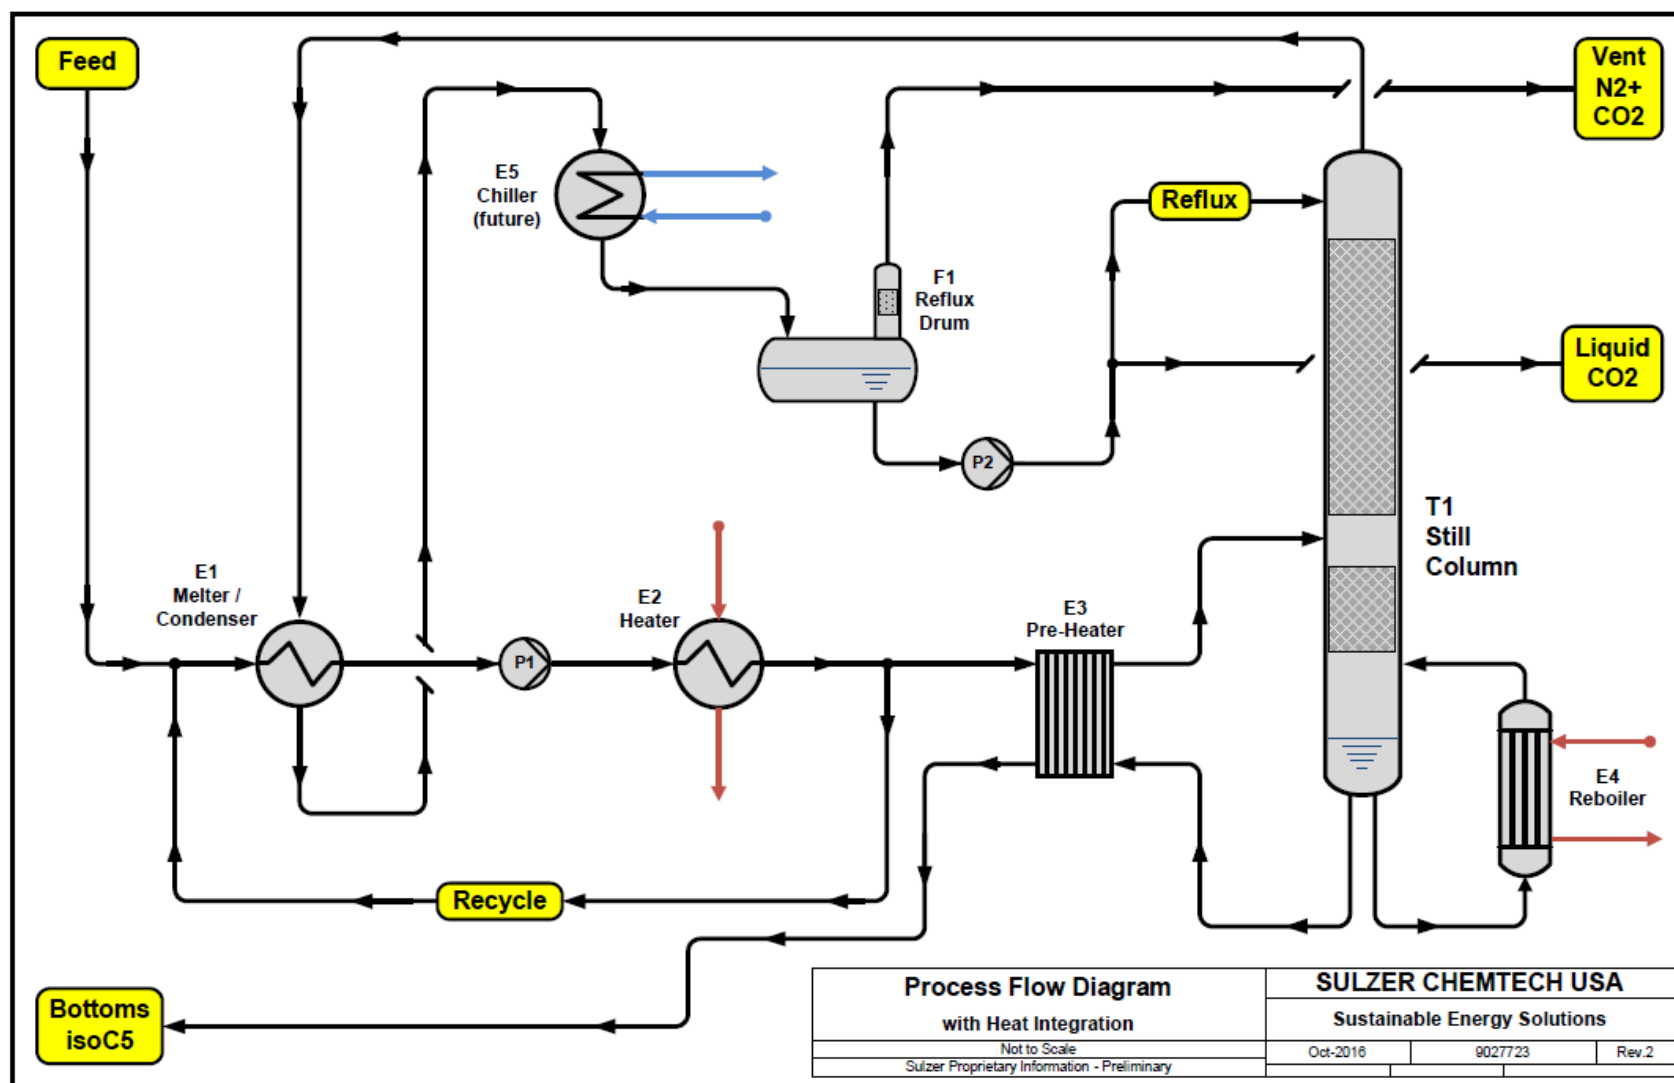 Feed
Vent
N2+
CO2
E5
Chiller
(future)
Reflux
F1
Reflux
Drum
Liquid
CO2
P2
T1
Still
Column
E1
Melter /
Condenser
E2
Heater
E3
Pre-Heater
P1
E4
Reboiler
Recycle
Bottoms
isoC5
Process Flow Diagram
with Heat Integration
Not to Scale
Sulzer Proprietary Information - Preliminary
SULZER CHEMTECH USA
Sustainable Energy Solutions
Oct-2016 9027723 Rev.2